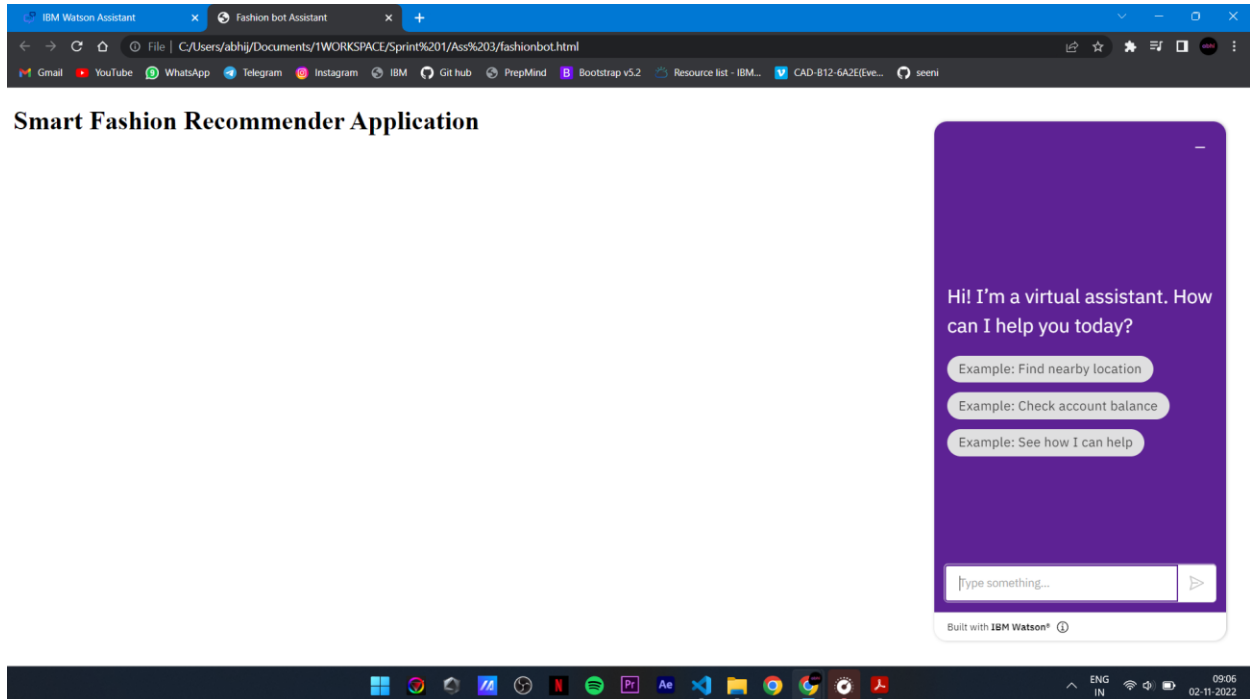 IBM Watson Assistant
Fashion bot Assistant
File | C:/Users/abhij/Documents/1WORKSPACE/Sprint%201/Ass%203/fashionbot.html
Gmail YouTube WhatsApp Telegram Instagram IBM Git hub PrepMind B Bootstrap v5.2 Resource list - IBM... CAD-B12-6A2E(Eve... seeni
Smart Fashion Recommender Application
Hi! I’m a virtual assistant. How
can I help you today?
Example: Find nearby location
Example: Check account balance
Example: See how I can help
Type something...
Built with IBM Watson®
N Pr Ae
ENG
IN
09:06
02-11-2022